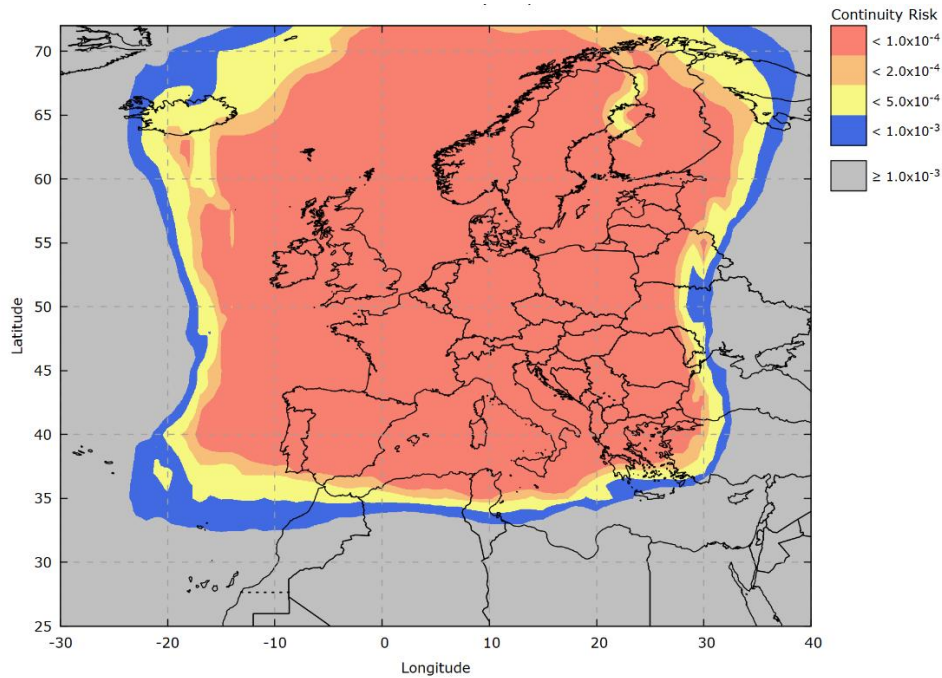 Continuity Risk
< 1.0x10⁻⁴
< 2.0x10⁻⁴
< 5.0x10⁻⁴
< 1.0x10⁻³
≥ 1.0x10⁻³
Latitude
70
65
60
55
50
45
40
35
30
25
-30
-20
-10
0
10
20
30
40
Longitude